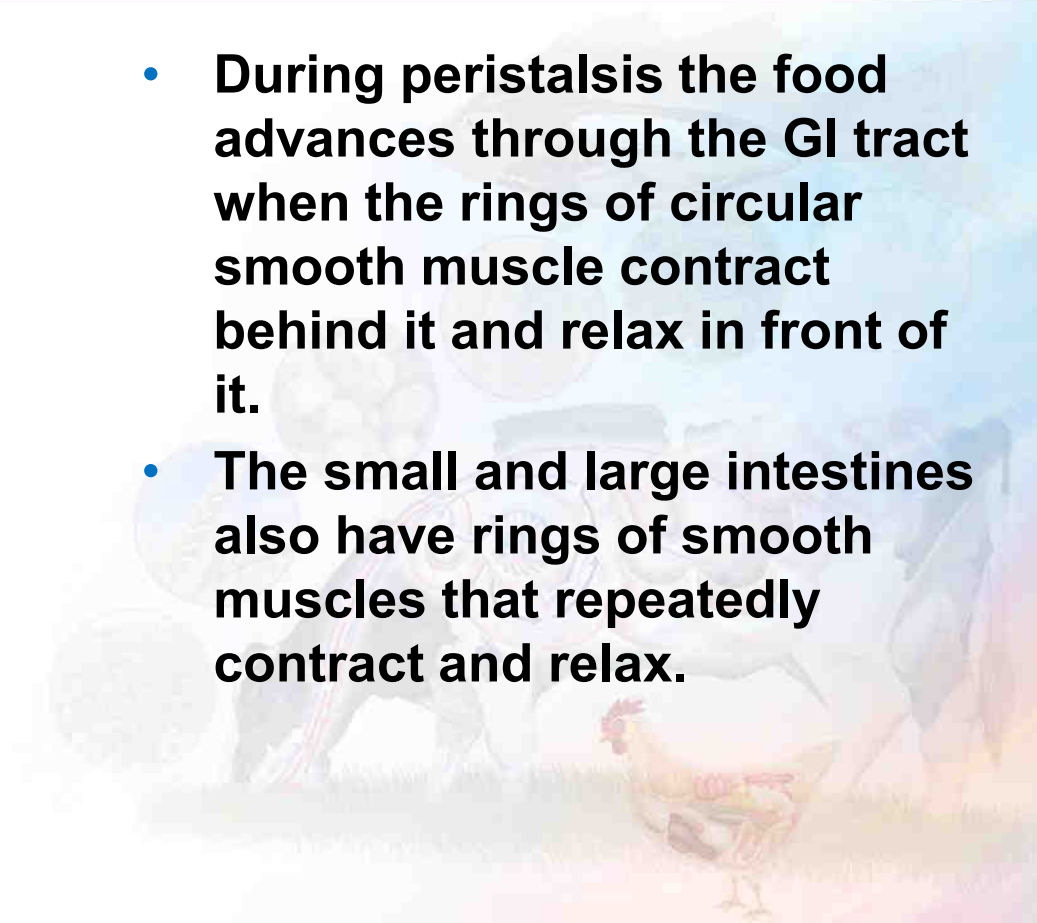 • During peristalsis the food
advances through the GI tract
when the rings of circular
smooth muscle contract
behind it and relax in front of
it.
• The small and large intestines
also have rings of smooth
muscles that repeatedly
contract and relax.